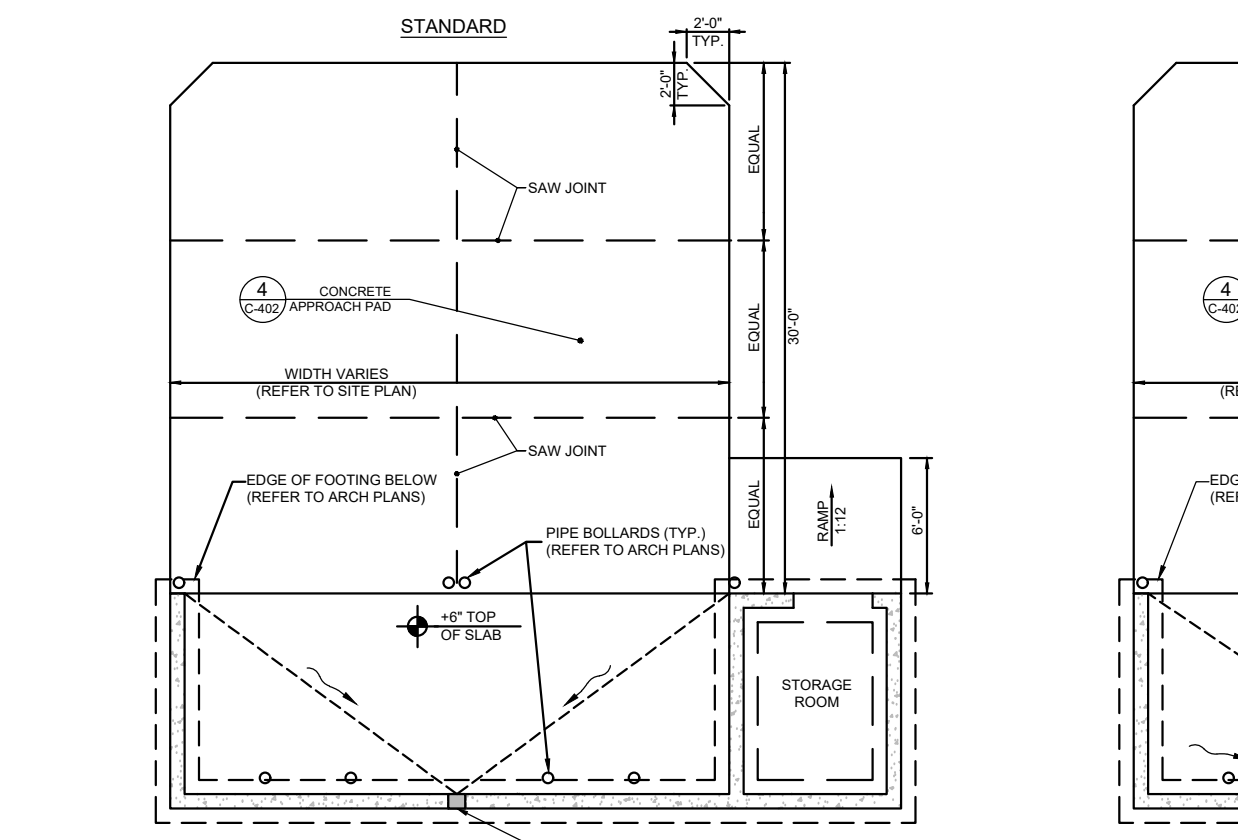 STANDARD
2'-0"
TYP.
2'-0"
TYP.
EQUAL
SAW JOINT
4
C-402
CONCRETE
APPROACH PAD
EQUAL
30'-0"
4
C-402
WIDTH VARIES
(REFER TO SITE PLAN)
SAW JOINT
EDGE OF FOOTING BELOW
(REFER TO ARCH PLANS)
EQUAL
RAMP
1:12
6'-0"
PIPE BOLLARDS (TYP.)
(REFER TO ARCH PLANS)
+6" TOP
OF SLAB
STORAGE
ROOM